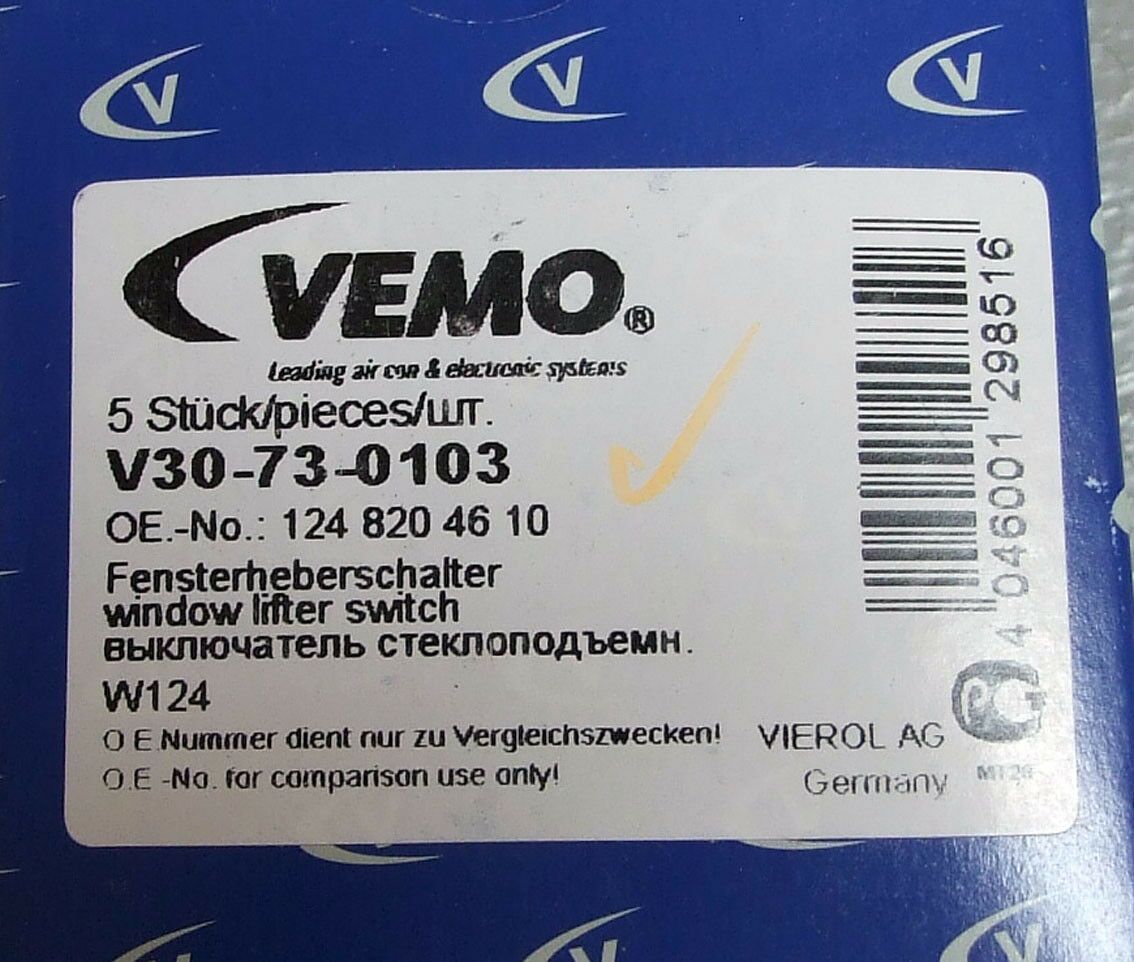 V V V
VEMO®
Leading air con & electronic systems
5 Stück/pieces/шт.
V30-73-0103
OE.-No.: 124 820 46 10
Fensterheberschalter
window lifter switch
выключатель стеклоподъемн.
W124
O E.Nummer dient nur zu Vergleichszwecken!
O.E -No. for comparison use only!
VIEROL AG
Germany
4 046001 298516
РС
V V